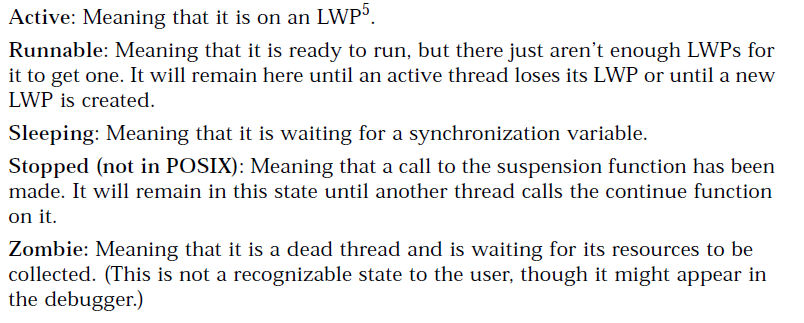 Active: Meaning that it is on an LWP⁵.
Runnable: Meaning that it is ready to run, but there just aren’t enough LWPs for
it to get one. It will remain here until an active thread loses its LWP or until a new
LWP is created.
Sleeping: Meaning that it is waiting for a synchronization variable.
Stopped (not in POSIX): Meaning that a call to the suspension function has been
made. It will remain in this state until another thread calls the continue function
on it.
Zombie: Meaning that it is a dead thread and is waiting for its resources to be
collected. (This is not a recognizable state to the user, though it might appear in
the debugger.)